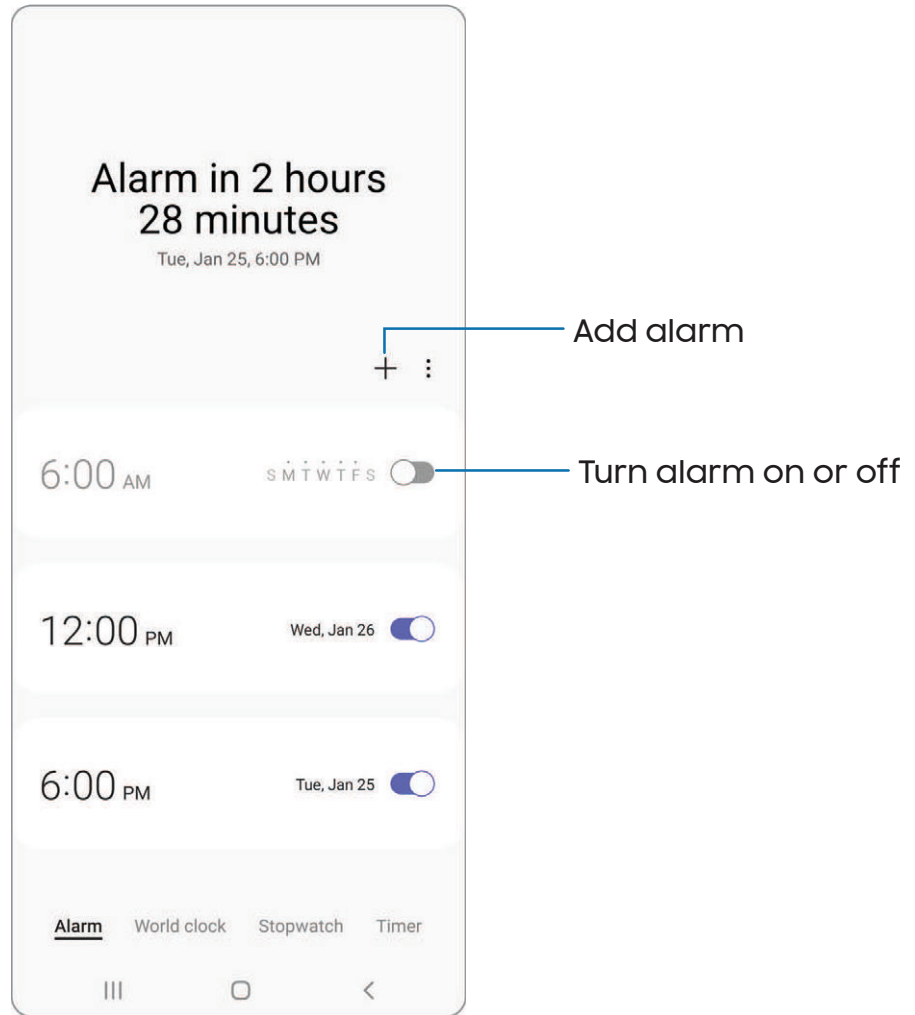 Alarm in 2 hours
28 minutes
Tue, Jan 25, 6:00 PM
Add alarm
6:00 AM S M T W T F S
Turn alarm on or off
12:00 PM Wed, Jan 26
6:00 PM Tue, Jan 25
Alarm World clock Stopwatch Timer